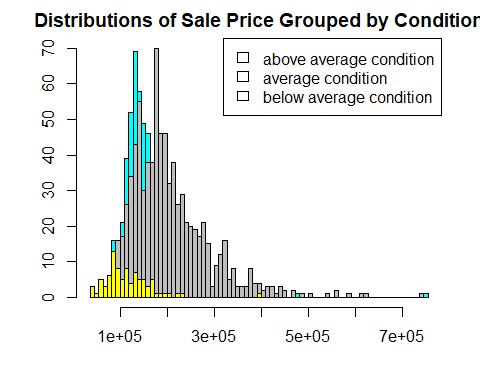 Distributions of Sale Price Grouped by Condition
above average condition
average condition
below average condition
70
60
50
40
30
20
10
0
1e+05 3e+05 5e+05 7e+05